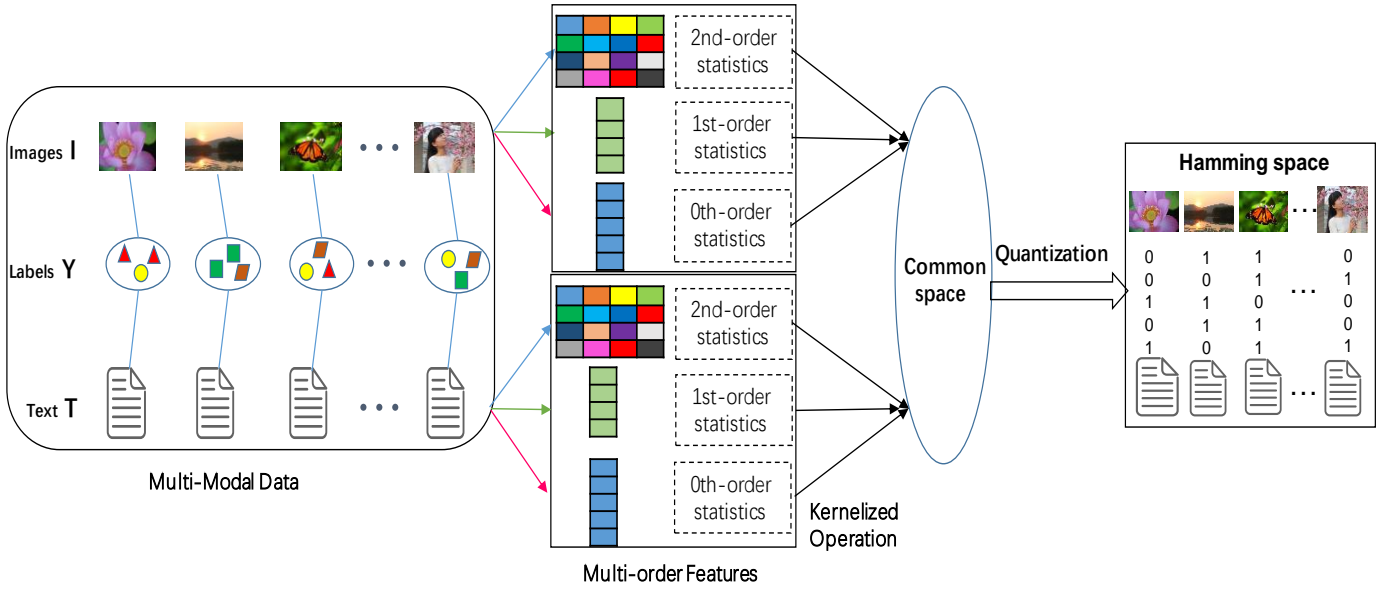 Images I
Labels Y
Text T
Multi-Modal Data
2nd-order
statistics
1st-order
statistics
0th-order
statistics
2nd-order
statistics
1st-order
statistics
0th-order
statistics
Multi-order Features
Kernelized
Operation
Common
space
Quantization
Hamming space
0 1 1 0
0 0 1 1
1 1 0 0
0 1 1 0
1 0 1 1